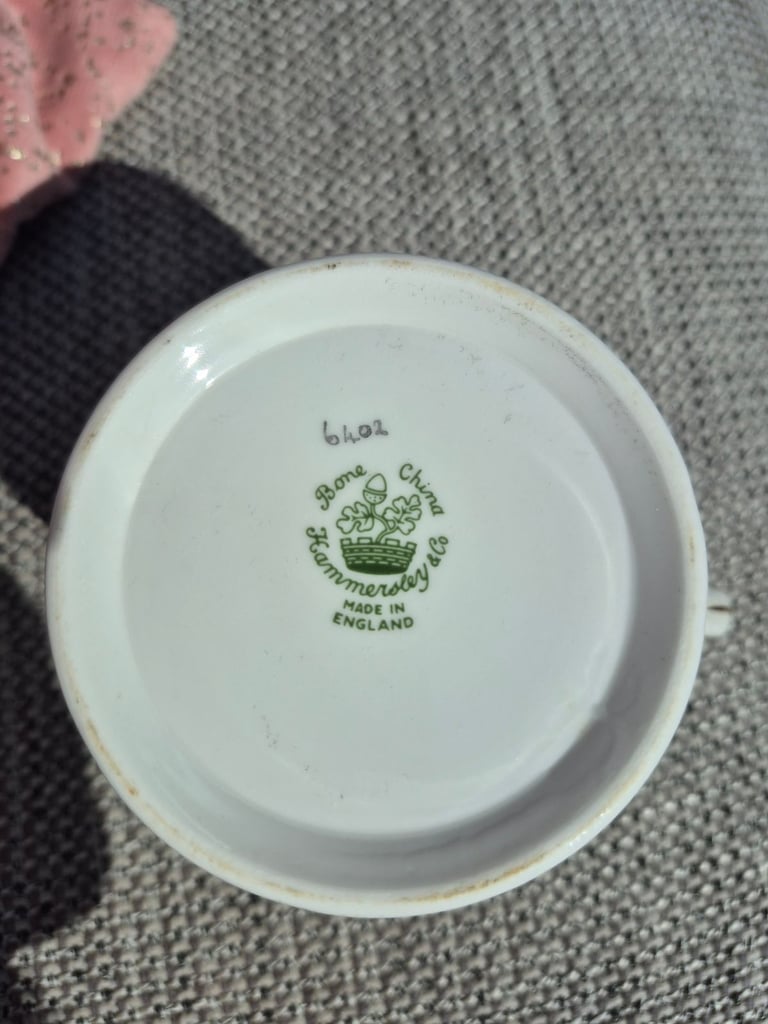 6402
Bone China
Hammersley & Co
MADE IN
ENGLAND